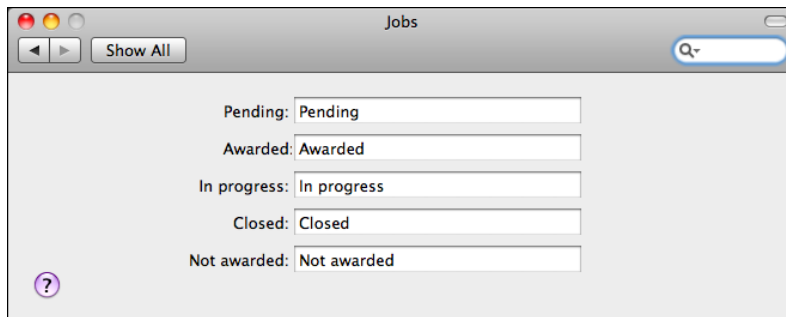 Jobs
Show All
Pending: Pending
Awarded: Awarded
In progress: In progress
Closed: Closed
Not awarded: Not awarded
?